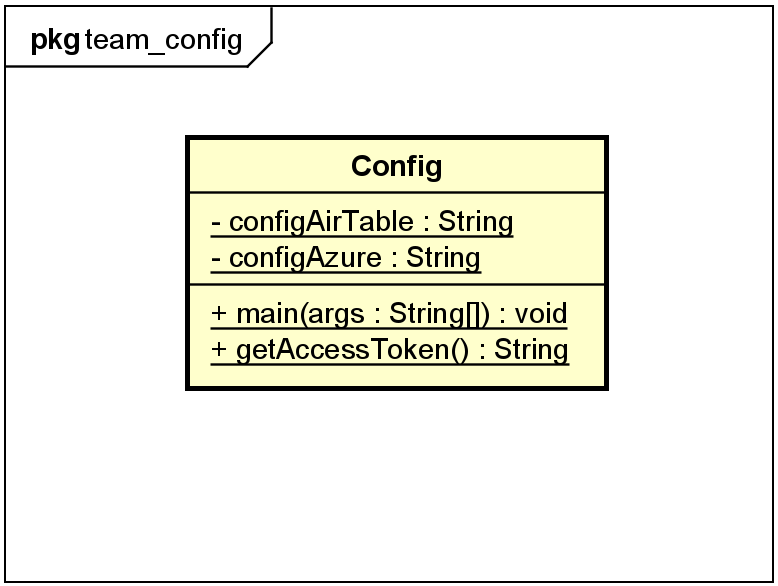 pkg team_config
Config
- configAirTable : String
- configAzure : String
+ main(args : String[]) : void
+ getAccessToken() : String